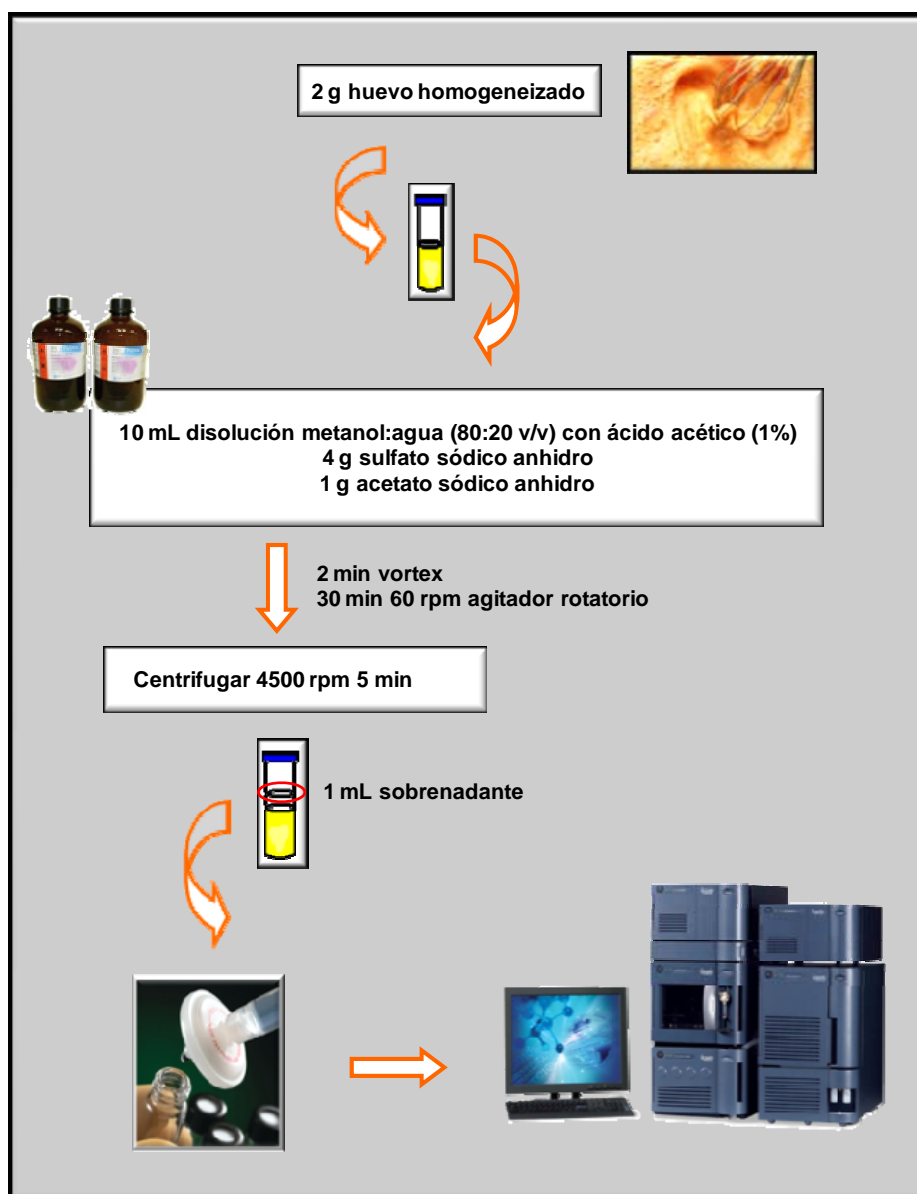 2 g huevo homogeneizado
10 mL disolución metanol:agua (80:20 v/v) con ácido acético (1%)
4 g sulfato sódico anhidro
1 g acetato sódico anhidro
2 min vortex
30 min 60 rpm agitador rotatorio
Centrifugar 4500 rpm 5 min
1 mL sobrenadante